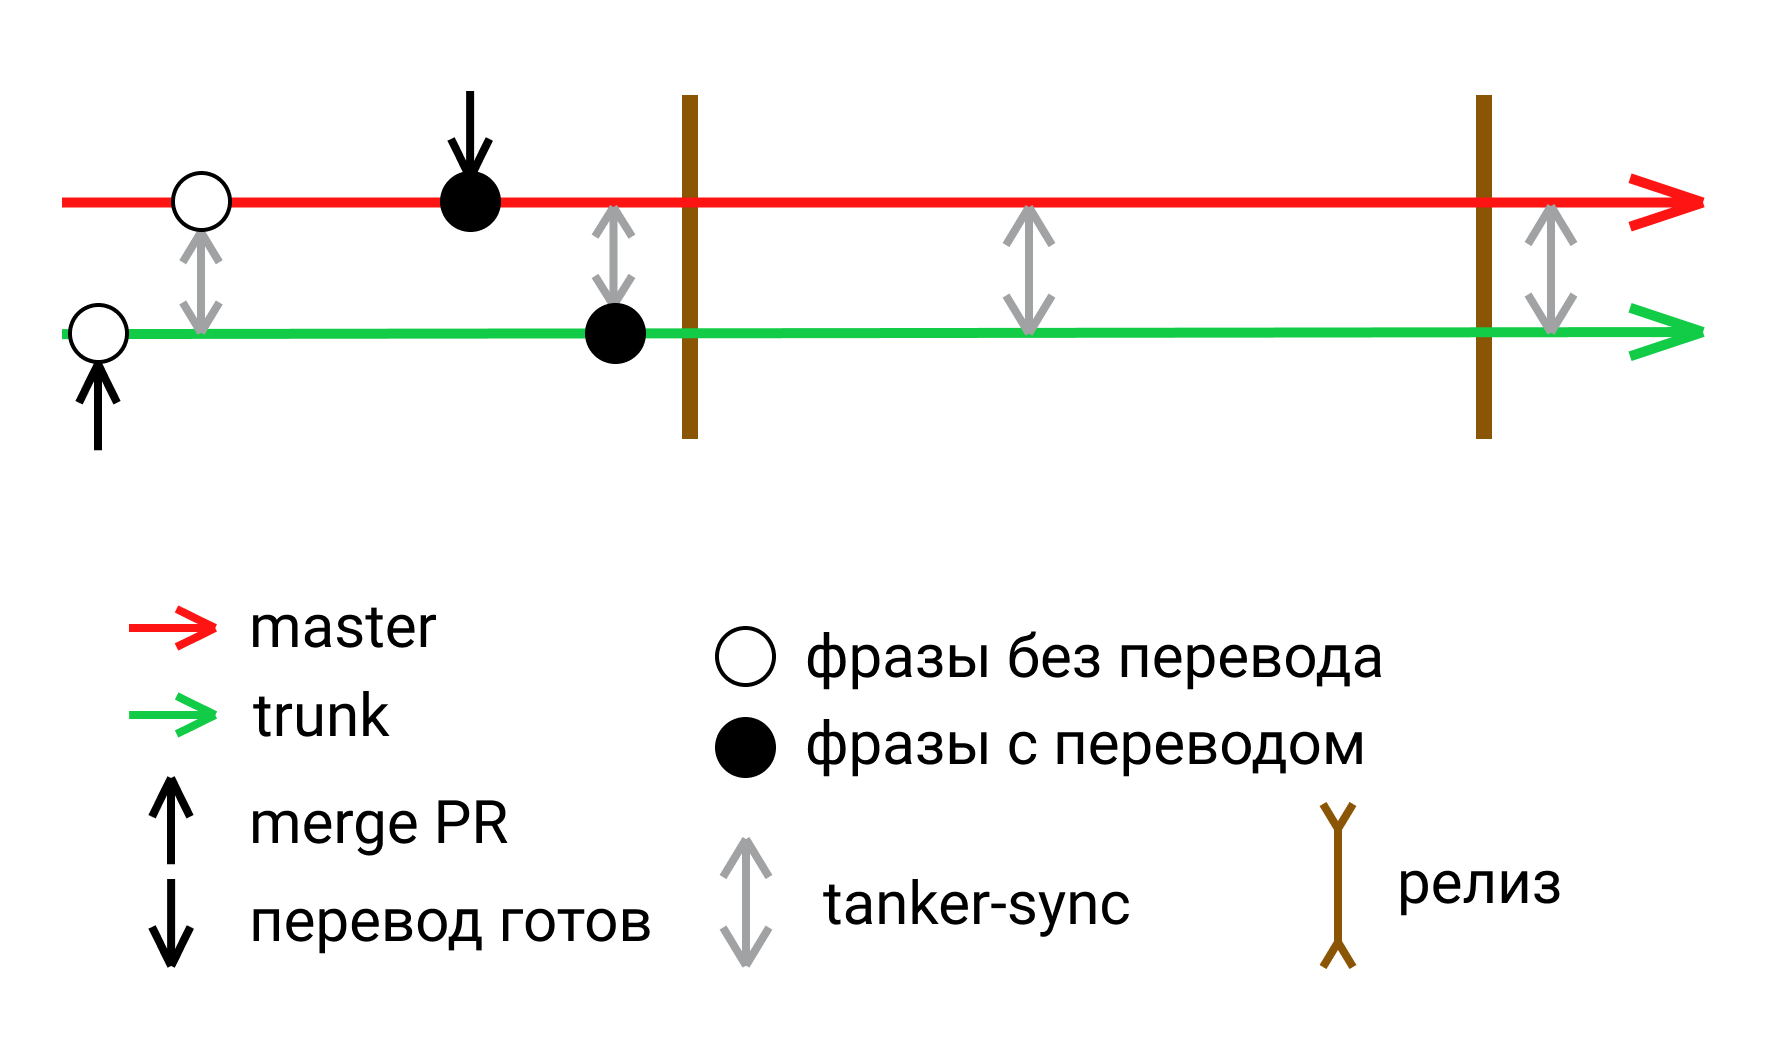 master
trunk
merge PR
перевод готов
фразы без перевода
фразы с переводом
tanker-sync
релиз